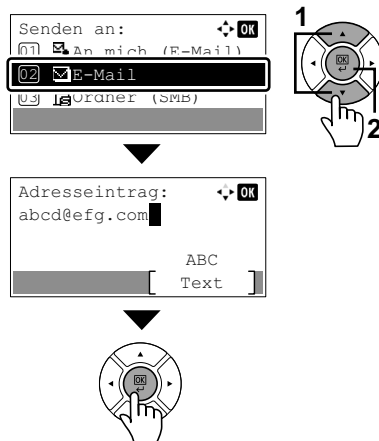 Senden an: OK
01 An mich (E-Mail)
02 E-Mail
03 Ordner (SMB)
1
OK
2
Adresseintrag: OK
abcd@efg.com
ABC
[ Text ]
OK